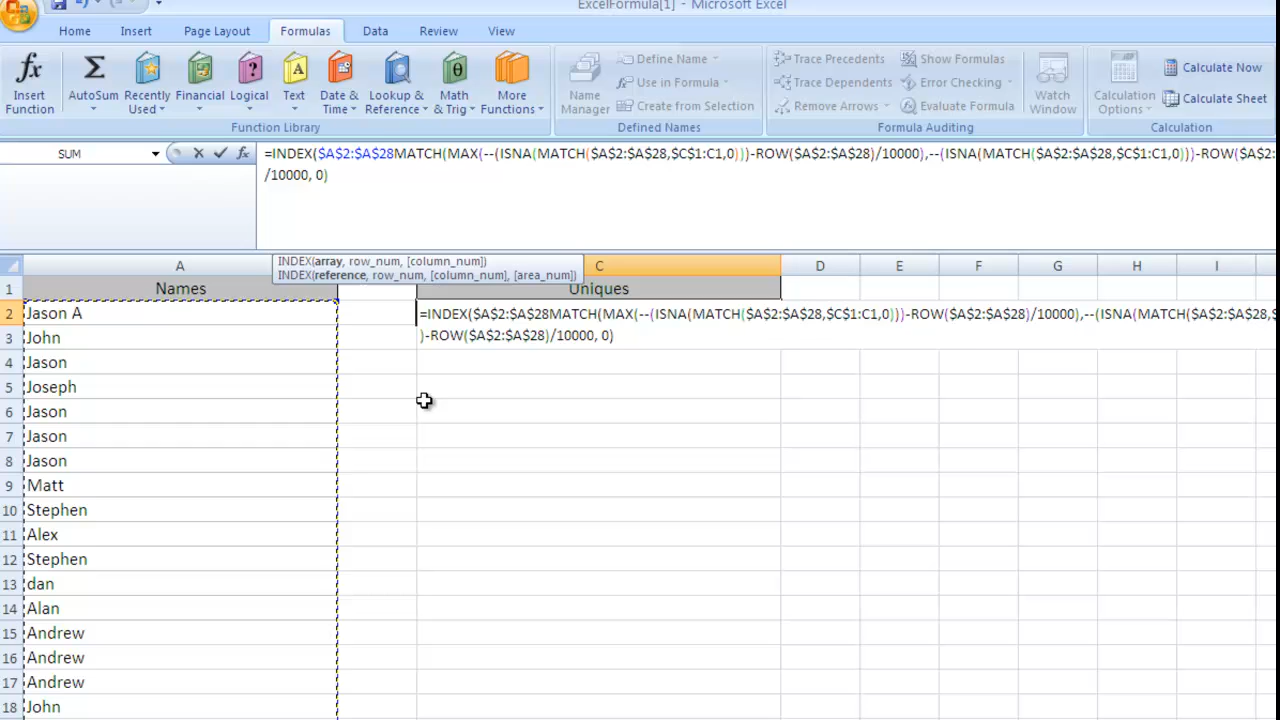 ExcelFormula[1] - Microsoft Excel
Home Insert Page Layout Formulas Data Review View
Insert Function
AutoSum
Recently Used
Financial
Logical
Text
Date & Time
Lookup & Reference
Math & Trig
More Functions
Function Library
Name Manager
Define Name
Use in Formula
Create from Selection
Defined Names
Trace Precedents
Trace Dependents
Remove Arrows
Show Formulas
Error Checking
Evaluate Formula
Formula Auditing
Watch Window
Calculation Options
Calculate Now
Calculate Sheet
Calculation
SUM
=INDEX($A$2:$A$28MATCH(MAX(--(ISNA(MATCH($A$2:$A$28,$C$1:C1,0)))-ROW($A$2:$A$28)/10000),--(ISNA(MATCH($A$2:$A$28,$C$1:C1,0)))-ROW($A$2:
/10000, 0)
INDEX(array, row_num, [column_num])
INDEX(reference, row_num, [column_num], [area_num])
A C D E F G H I
1 Names Uniques
2 Jason A =INDEX($A$2:$A$28MATCH(MAX(--(ISNA(MATCH($A$2:$A$28,$C$1:C1,0)))-ROW($A$2:$A$28)/10000),--(ISNA(MATCH($A$2:$A$28,$
)-ROW($A$2:$A$28)/10000, 0)
3 John
4 Jason
5 Joseph
6 Jason
7 Jason
8 Jason
9 Matt
10 Stephen
11 Alex
12 Stephen
13 dan
14 Alan
15 Andrew
16 Andrew
17 Andrew
18 John